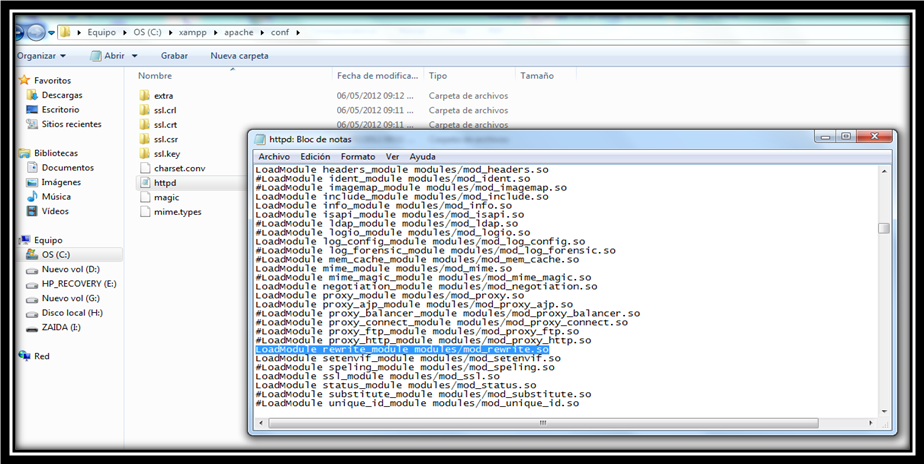 Equipo OS (C:) xampp apache conf
Organizar Abrir Grabar Nueva carpeta
Nombre Fecha de modifica... Tipo Tamaño
Favoritos
Descargas
Escritorio
Sitios recientes
Bibliotecas
Documentos
Imágenes
Música
Vídeos
Equipo
OS (C:)
Nuevo vol (D:)
HP_RECOVERY (E:)
Nuevo vol (G:)
Disco local (H:)
ZAIDA (I:)
Red
extra 06/05/2012 09:12 ... Carpeta de archivos
ssl.crl 06/05/2012 09:11 ... Carpeta de archivos
ssl.crt 06/05/2012 09:11 ... Carpeta de archivos
ssl.csr
ssl.key
charset.conv
httpd
magic
mime.types
httpd: Bloc de notas
Archivo Edición Formato Ver Ayuda
LoadModule headers_module modules/mod_headers.so
#LoadModule ident_module modules/mod_ident.so
#LoadModule imagemap_module modules/mod_imagemap.so
LoadModule include_module modules/mod_include.so
LoadModule info_module modules/mod_info.so
LoadModule isapi_module modules/mod_isapi.so
#LoadModule ldap_module modules/mod_ldap.so
#LoadModule logio_module modules/mod_logio.so
LoadModule log_config_module modules/mod_log_config.so
#LoadModule log_forensic_module modules/mod_log_forensic.so
#LoadModule mem_cache_module modules/mod_mem_cache.so
LoadModule mime_module modules/mod_mime.so
#LoadModule mime_magic_module modules/mod_mime_magic.so
LoadModule negotiation_module modules/mod_negotiation.so
LoadModule proxy_module modules/mod_proxy.so
LoadModule proxy_ajp_module modules/mod_proxy_ajp.so
#LoadModule proxy_balancer_module modules/mod_proxy_balancer.so
#LoadModule proxy_connect_module modules/mod_proxy_connect.so
#LoadModule proxy_ftp_module modules/mod_proxy_ftp.so
#LoadModule proxy_http_module modules/mod_proxy_http.so
LoadModule rewrite_module modules/mod_rewrite.so
LoadModule setenvif_module modules/mod_setenvif.so
#LoadModule speling_module modules/mod_speling.so
LoadModule ssl_module modules/mod_ssl.so
LoadModule status_module modules/mod_status.so
#LoadModule substitute_module modules/mod_substitute.so
#LoadModule unique_id_module modules/mod_unique_id.so